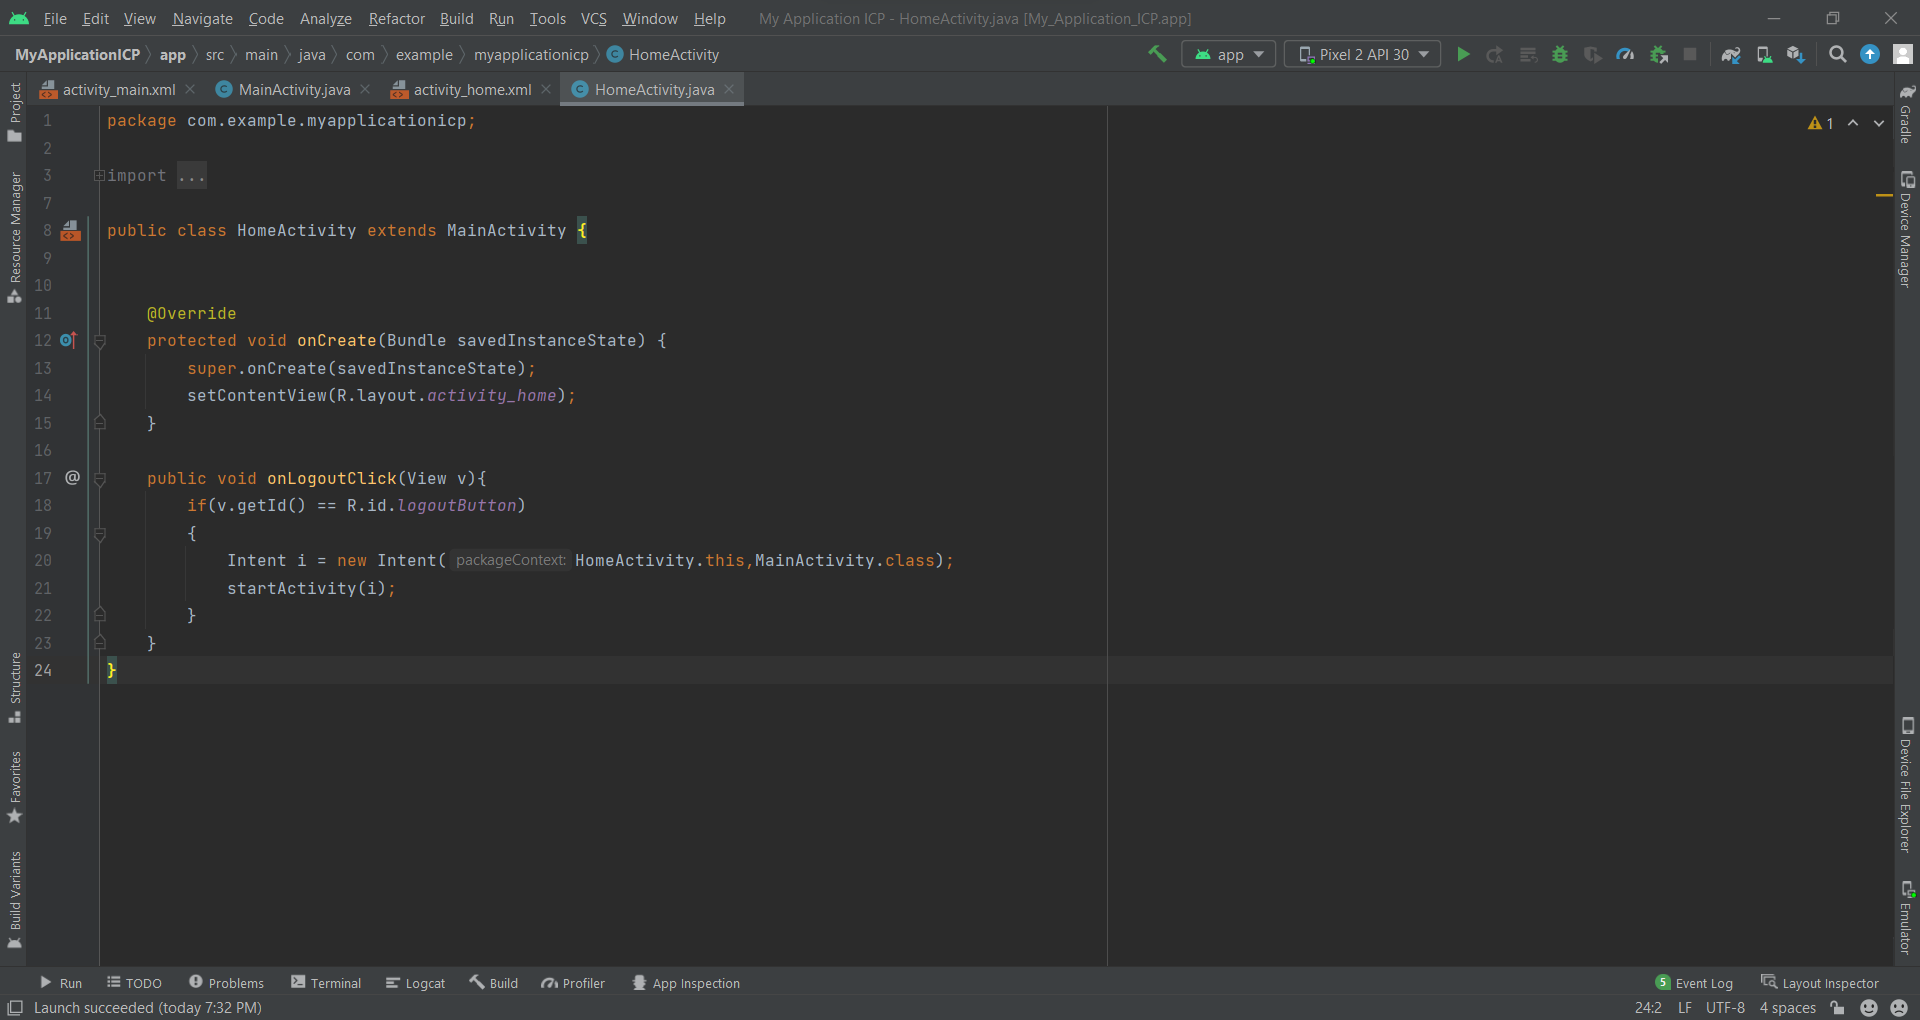 File Edit View Navigate Code Analyze Refactor Build Run Tools VCS Window Help My Application ICP - HomeActivity.java [My_Application_ICP.app]
MyApplicationICP app src main java com example myapplicationicp C HomeActivity app Pixel 2 API 30
activity_main.xml C MainActivity.java activity_home.xml C HomeActivity.java
1 package com.example.myapplicationicp;
2
3 import ...
7
8 public class HomeActivity extends MainActivity {
9
10
11 @Override
12 protected void onCreate(Bundle savedInstanceState) {
13 super.onCreate(savedInstanceState);
14 setContentView(R.layout.activity_home);
15 }
16
17 @ public void onLogoutClick(View v){
18 if(v.getId() == R.id.logoutButton)
19 {
20 Intent i = new Intent( packageContext: HomeActivity.this,MainActivity.class);
21 startActivity(i);
22 }
23 }
24 }
1
Project
Resource Manager
Structure
Favorites
Build Variants
Gradle
Device Manager
Device File Explorer
Emulator
Run TODO Problems Terminal Logcat Build Profiler App Inspection 5 Event Log Layout Inspector
Launch succeeded (today 7:32 PM) 24:2 LF UTF-8 4 spaces